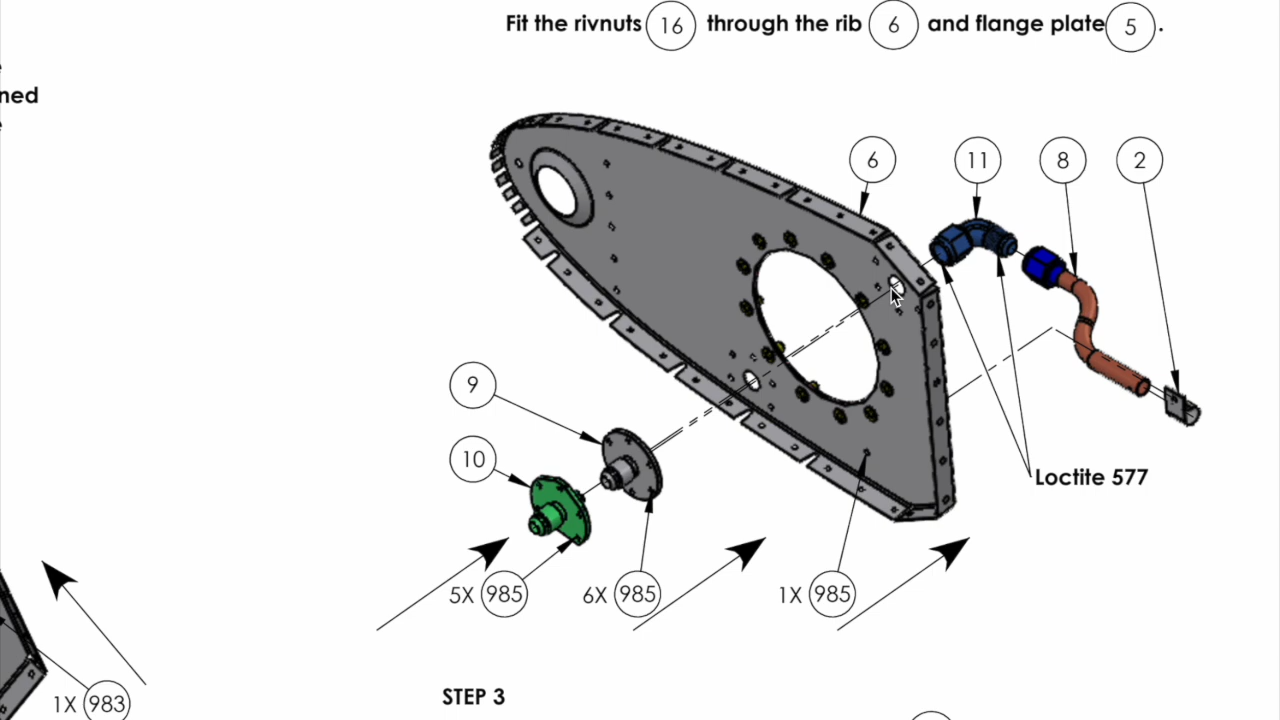 Fit the rivnuts 16 through the rib 6 and flange plate 5 .
ned
6
11
8
2
9
10
Loctite 577
5X 985
6X 985
1X 985
STEP 3
1X 983